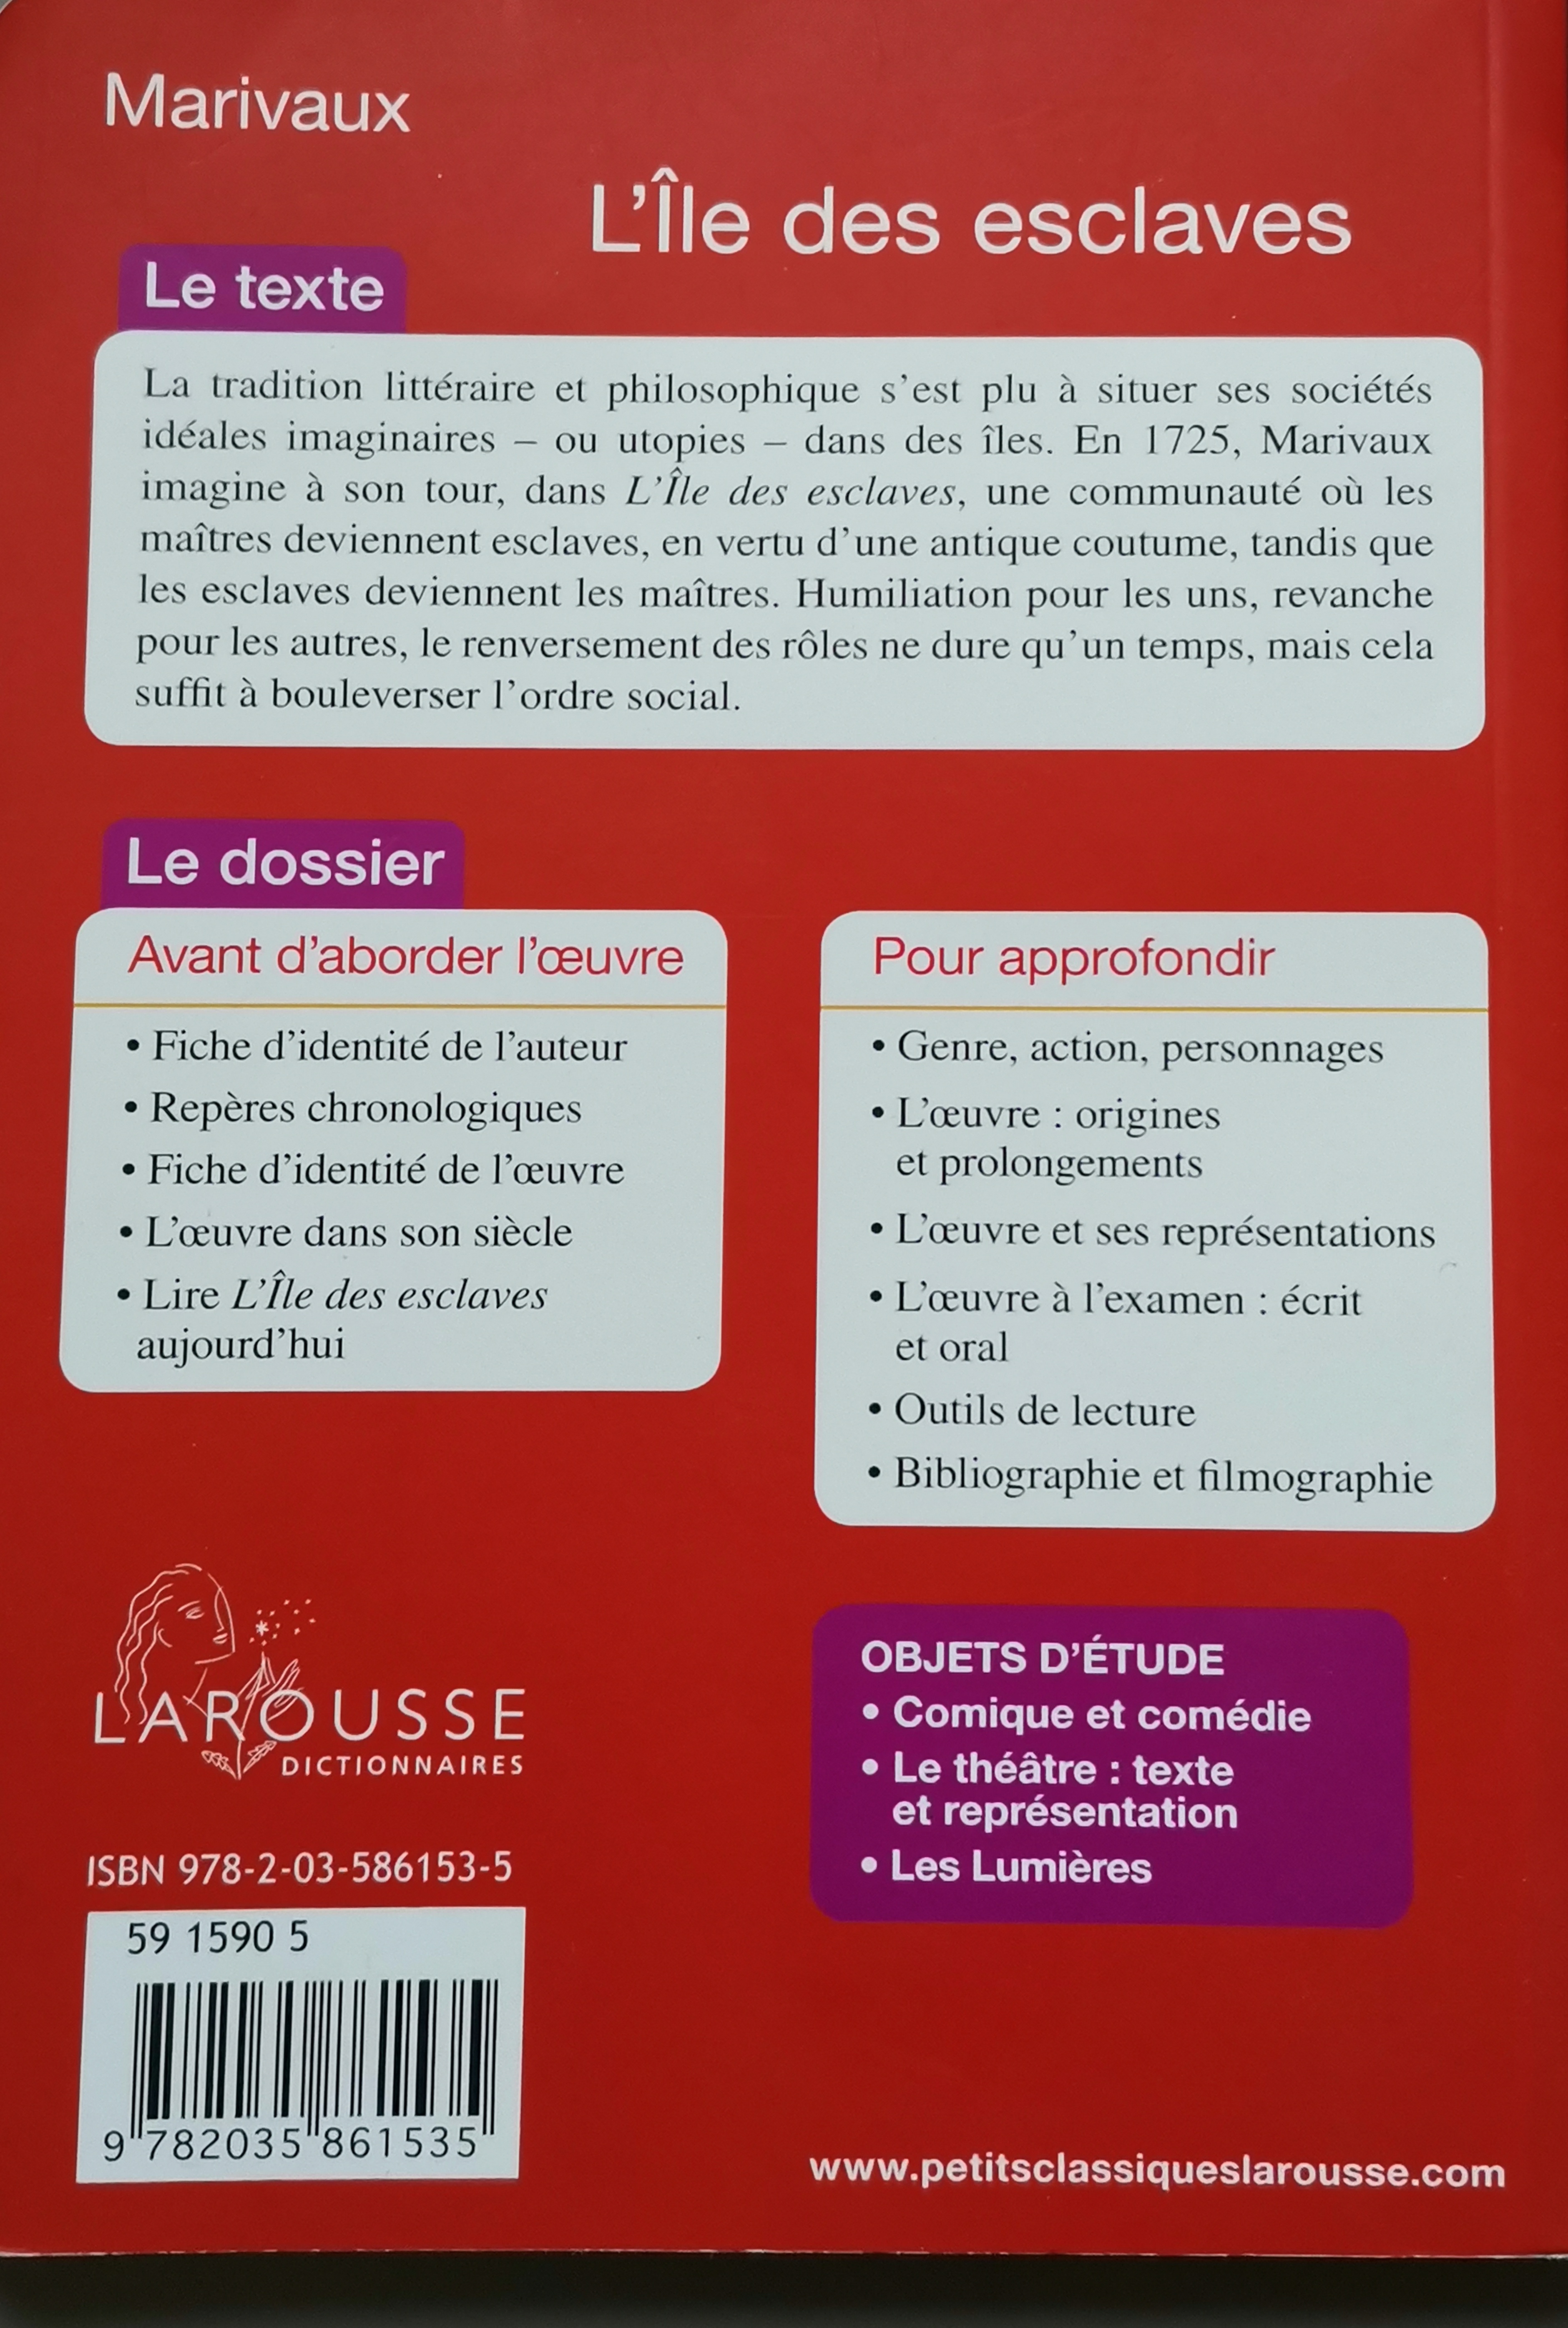 Marivaux
L'Île des esclaves
Le texte
La tradition littéraire et philosophique s'est plu à situer ses sociétés
idéales imaginaires – ou utopies – dans des îles. En 1725, Marivaux
imagine à son tour, dans L'Île des esclaves, une communauté où les
maîtres deviennent esclaves, en vertu d'une antique coutume, tandis que
les esclaves deviennent les maîtres. Humiliation pour les uns, revanche
pour les autres, le renversement des rôles ne dure qu'un temps, mais cela
suffit à bouleverser l'ordre social.
Le dossier
Avant d'aborder l'œuvre
• Fiche d'identité de l'auteur
• Repères chronologiques
• Fiche d'identité de l'œuvre
• L'œuvre dans son siècle
• Lire L'Île des esclaves
aujourd'hui
Pour approfondir
• Genre, action, personnages
• L'œuvre : origines
et prolongements
• L'œuvre et ses représentations
• L'œuvre à l'examen : écrit
et oral
• Outils de lecture
• Bibliographie et filmographie
LAROUSSE
DICTIONNAIRES
ISBN 978-2-03-586153-5
59 1590 5
9 782035 861535
OBJETS D'ÉTUDE
• Comique et comédie
• Le théâtre : texte
et représentation
• Les Lumières
www.petitsclassiqueslarousse.com